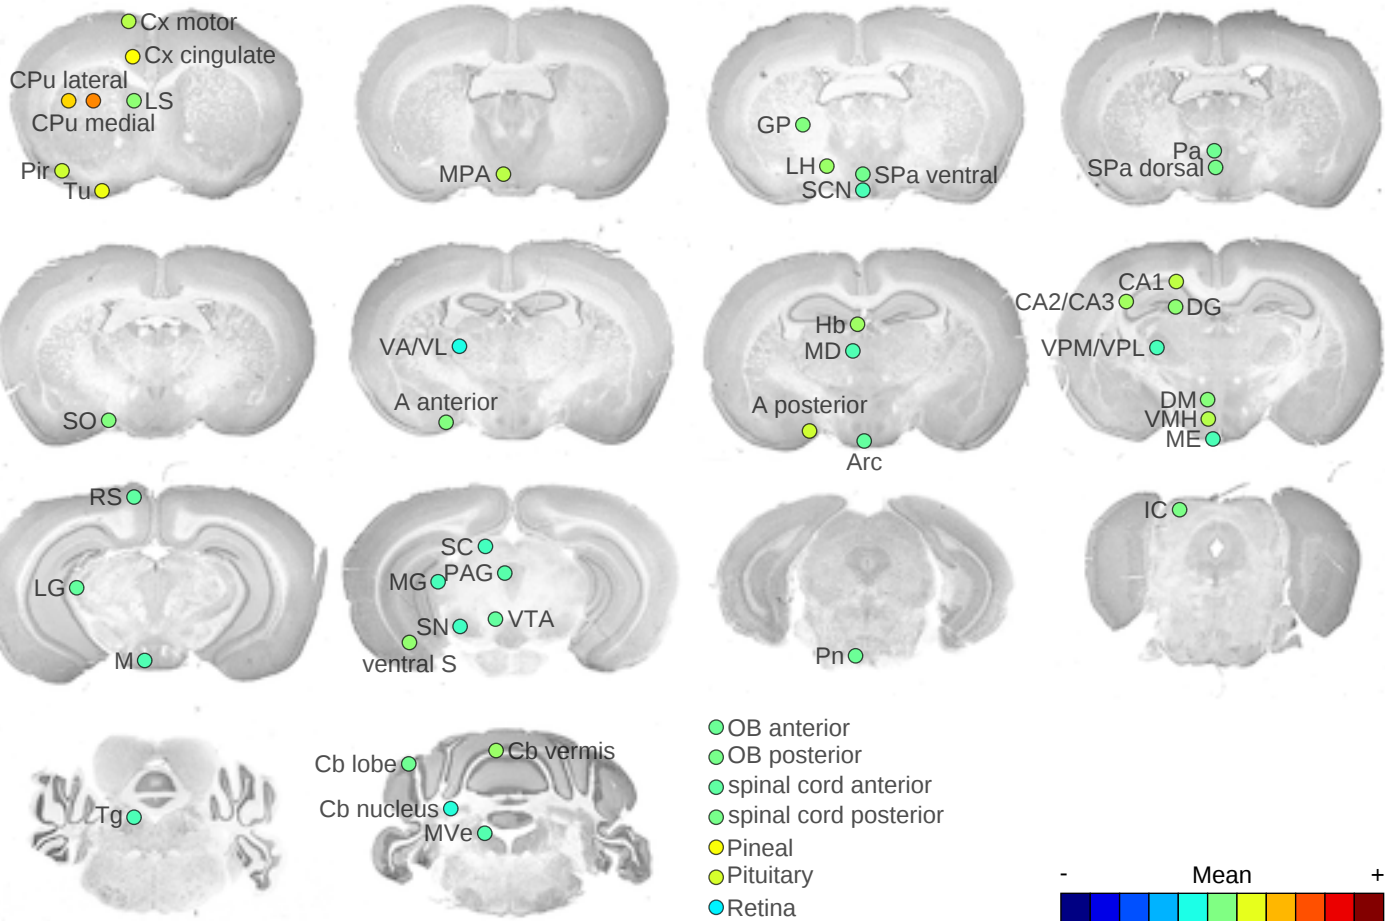 Cx motor
Cx cingulate
CPu lateral
LS
CPu medial
Pir
Tu
MPA
GP
LH
SPa ventral
SCN
Pa
SPa dorsal
SO
VA/VL
A anterior
Hb
MD
A posterior
Arc
CA1
CA2/CA3
DG
VPM/VPL
DM
VMH
ME
RS
LG
M
SC
MG
PAG
SN
VTA
ventral S
Pn
IC
Tg
Cb lobe
Cb vermis
Cb nucleus
MVe
OB anterior
OB posterior
spinal cord anterior
spinal cord posterior
Pineal
Pituitary
Retina
- Mean +